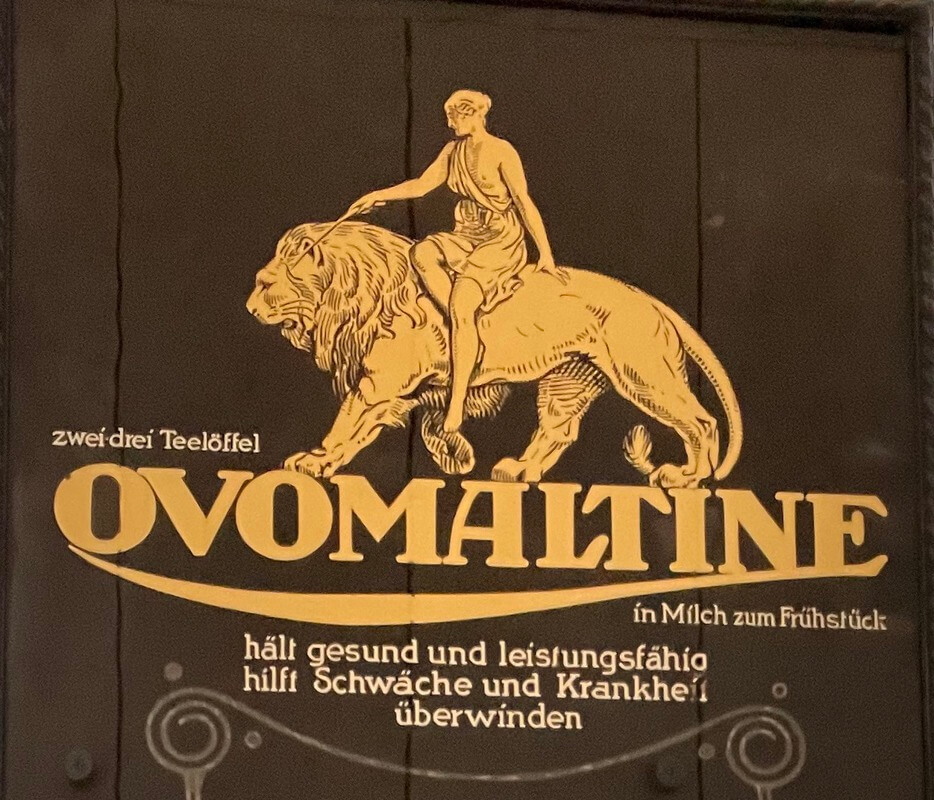 zwei-drei Teelöffel
OVOMALTINE
in Milch zum Frühstück
hält gesund und leistungsfähig
hilft Schwäche und Krankheit
überwinden